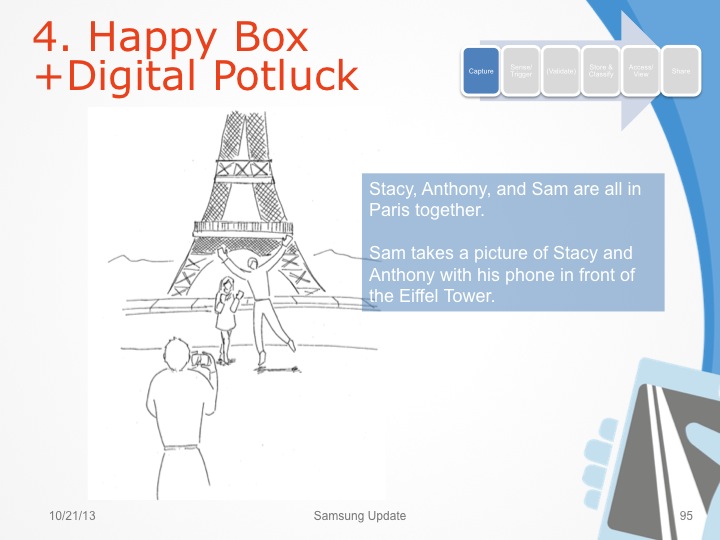 4. Happy Box
+Digital Potluck
Capture
Sense/
Trigger
(Validate)
Store &
Classify
Access/
View
Share
Stacy, Anthony, and Sam are all in
Paris together.
Sam takes a picture of Stacy and
Anthony with his phone in front of
the Eiffel Tower.
10/21/13
Samsung Update
95